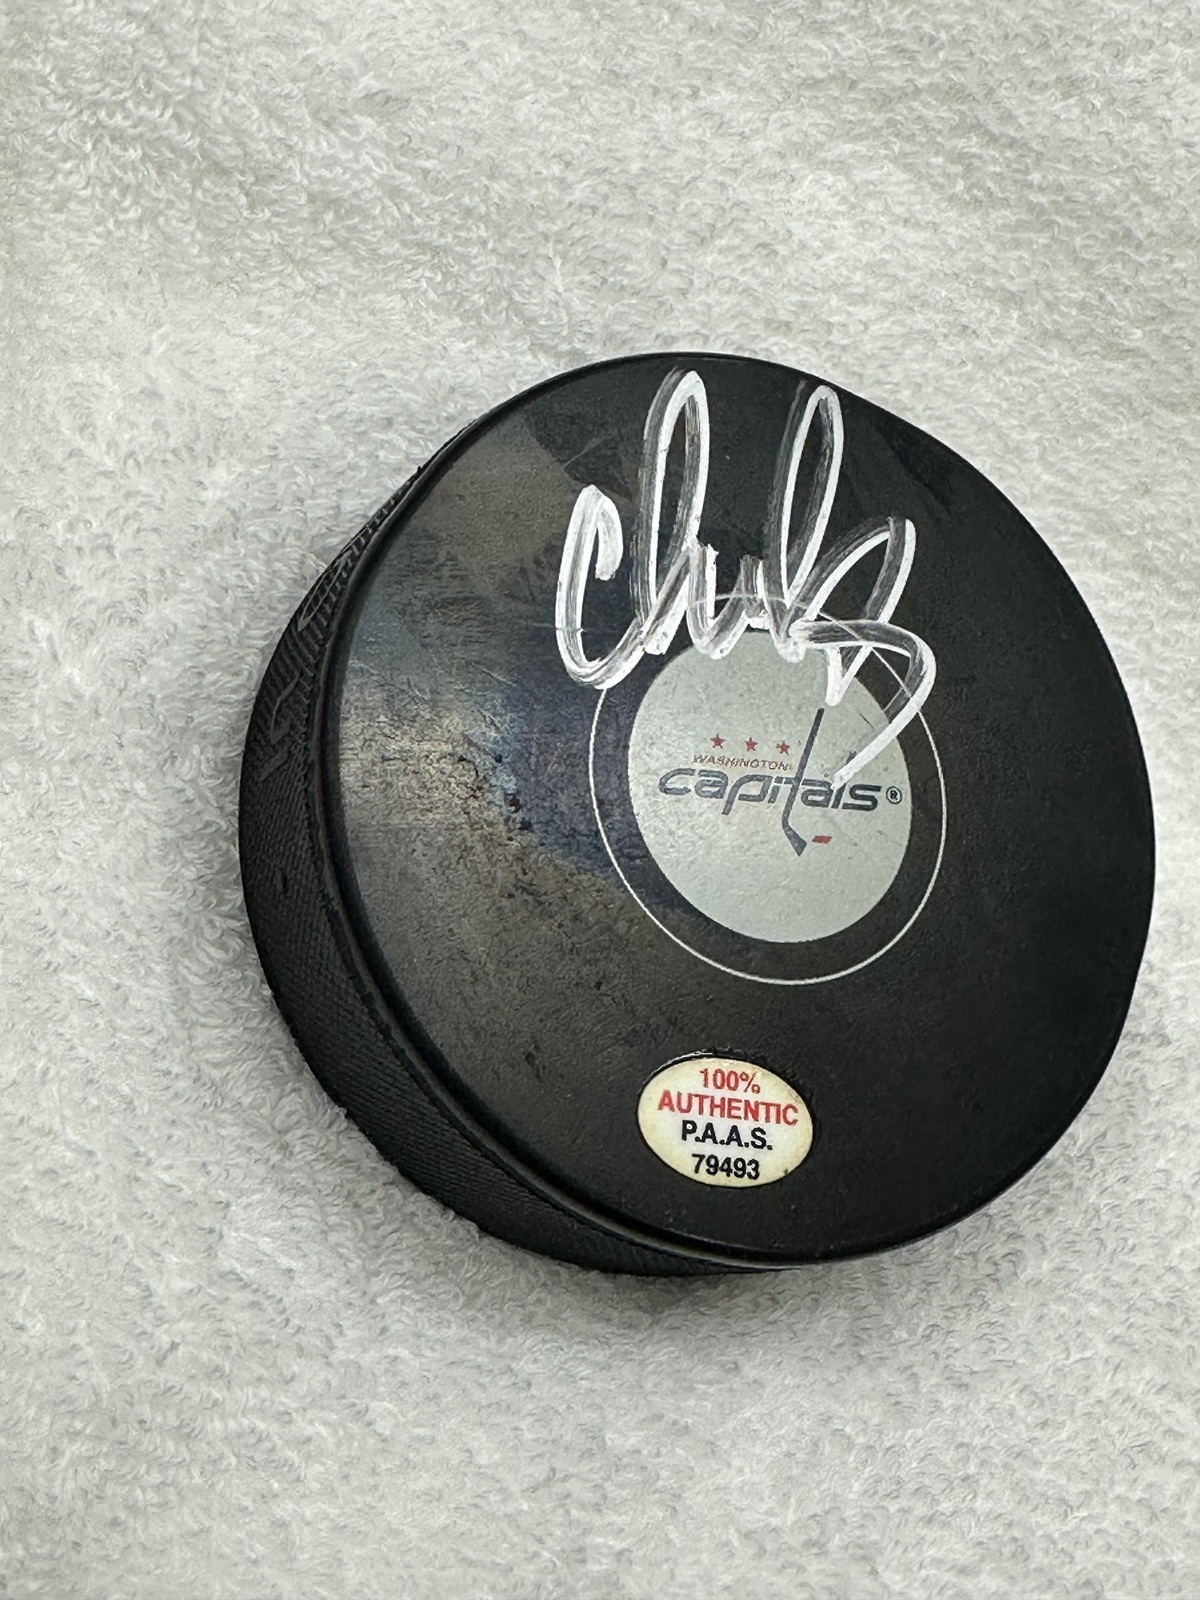 WASHINGTON
capitals®
100%
AUTHENTIC
P.A.A.S.
79493